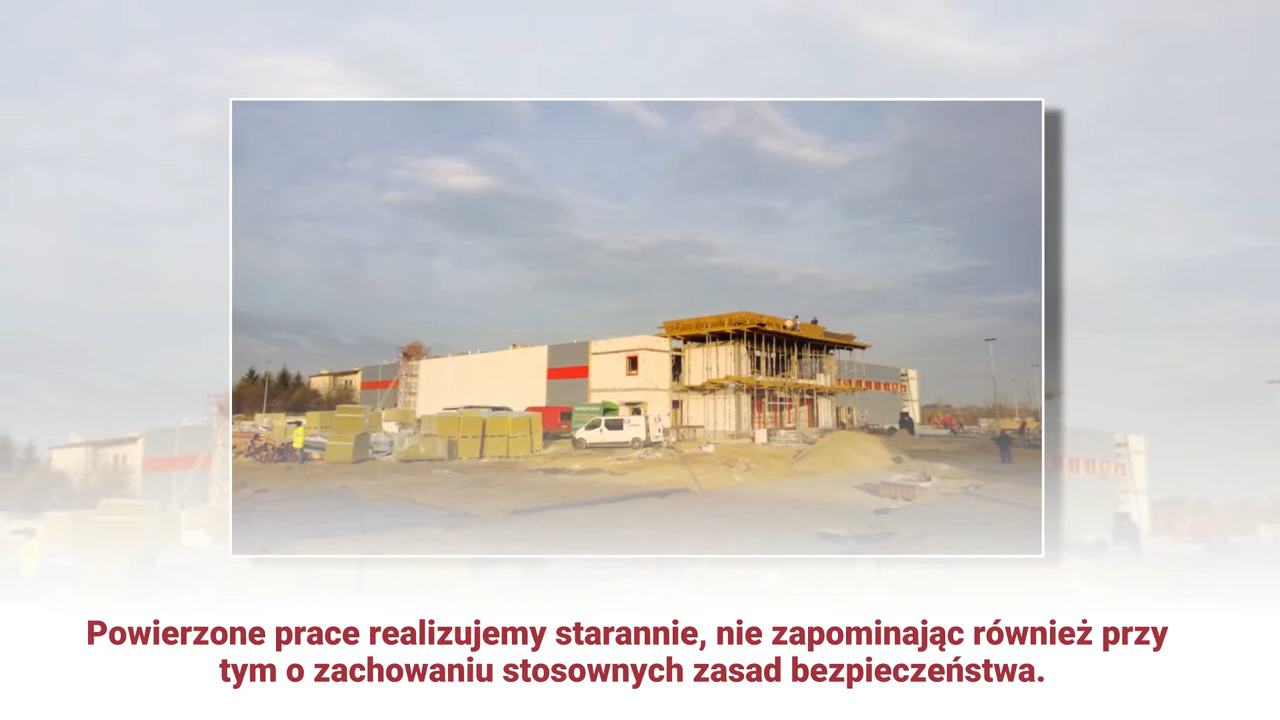 Powierzone prace realizujemy starannie, nie zapominając również przy
tym o zachowaniu stosownych zasad bezpieczeństwa.